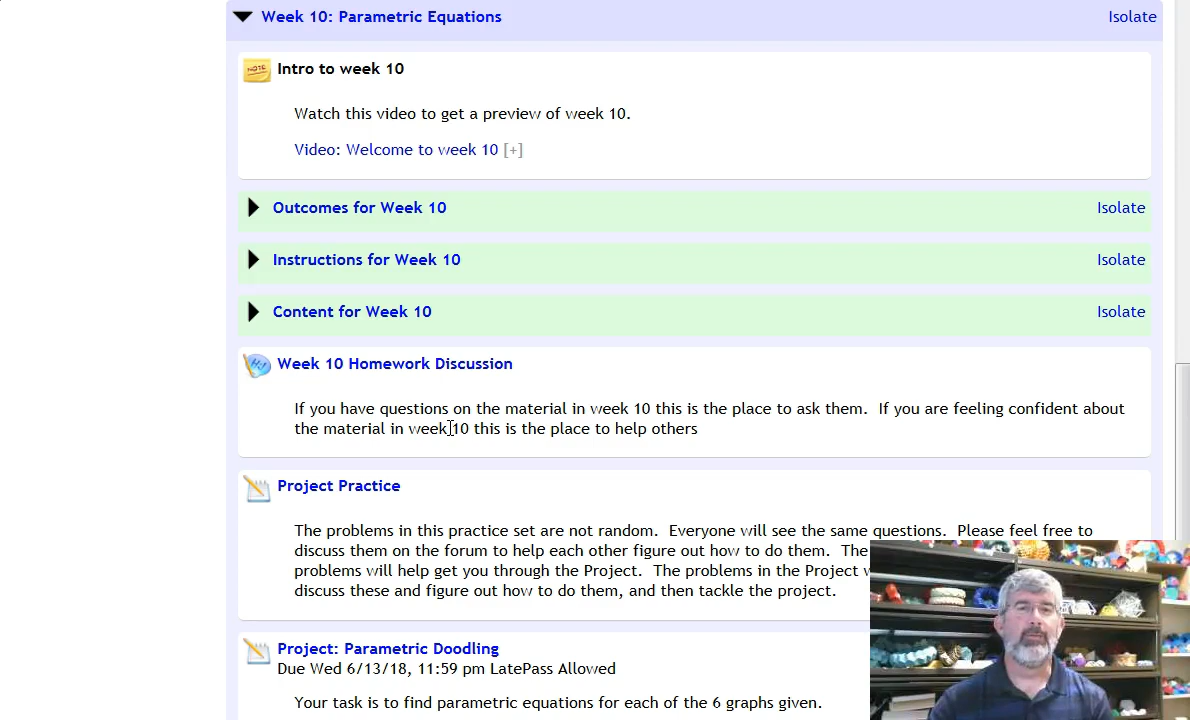 Week 10: Parametric Equations
Isolate
NOTE
Intro to week 10
Watch this video to get a preview of week 10.
Video: Welcome to week 10 [+]
Outcomes for Week 10
Isolate
Instructions for Week 10
Isolate
Content for Week 10
Isolate
Hi!
Week 10 Homework Discussion
If you have questions on the material in week 10 this is the place to ask them. If you are feeling confident about
the material in week 10 this is the place to help others
Project Practice
The problems in this practice set are not random. Everyone will see the same questions. Please feel free to
discuss them on the forum to help each other figure out how to do them. The
problems will help get you through the Project. The problems in the Project
discuss these and figure out how to do them, and then tackle the project.
Project: Parametric Doodling
Due Wed 6/13/18, 11:59 pm LatePass Allowed
Your task is to find parametric equations for each of the 6 graphs given.